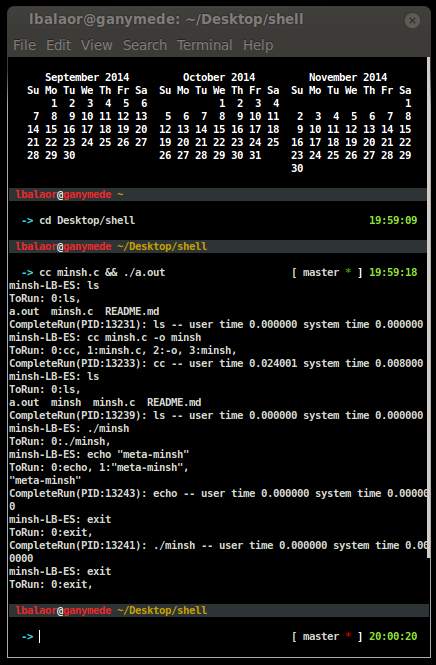 lbalaor@ganymede: ~/Desktop/shell
File Edit View Search Terminal Help
September 2014 October 2014 November 2014
Su Mo Tu We Th Fr Sa Su Mo Tu We Th Fr Sa Su Mo Tu We Th Fr Sa
1 2 3 4 5 6 1 2 3 4 1
7 8 9 10 11 12 13 5 6 7 8 9 10 11 2 3 4 5 6 7 8
14 15 16 17 18 19 20 12 13 14 15 16 17 18 9 10 11 12 13 14 15
21 22 23 24 25 26 27 19 20 21 22 23 24 25 16 17 18 19 20 21 22
28 29 30 26 27 28 29 30 31 23 24 25 26 27 28 29
30
lbalaor@ganymede ~
-> cd Desktop/shell 19:59:09
lbalaor@ganymede ~/Desktop/shell
-> cc minsh.c && ./a.out [ master * ] 19:59:18
minsh-LB-ES: ls
ToRun: 0:ls,
a.out minsh.c README.md
CompleteRun(PID:13231): ls -- user time 0.000000 system time 0.000000
minsh-LB-ES: cc minsh.c -o minsh
ToRun: 0:cc, 1:minsh.c, 2:-o, 3:minsh,
CompleteRun(PID:13233): cc -- user time 0.024001 system time 0.008000
minsh-LB-ES: ls
ToRun: 0:ls,
a.out minsh minsh.c README.md
CompleteRun(PID:13239): ls -- user time 0.000000 system time 0.000000
minsh-LB-ES: ./minsh
ToRun: 0:./minsh,
minsh-LB-ES: echo "meta-minsh"
ToRun: 0:echo, 1:"meta-minsh",
"meta-minsh"
CompleteRun(PID:13243): echo -- user time 0.000000 system time 0.00000
0
minsh-LB-ES: exit
ToRun: 0:exit,
CompleteRun(PID:13241): ./minsh -- user time 0.000000 system time 0.00
0000
minsh-LB-ES: exit
ToRun: 0:exit,
lbalaor@ganymede ~/Desktop/shell
-> [ master * ] 20:00:20